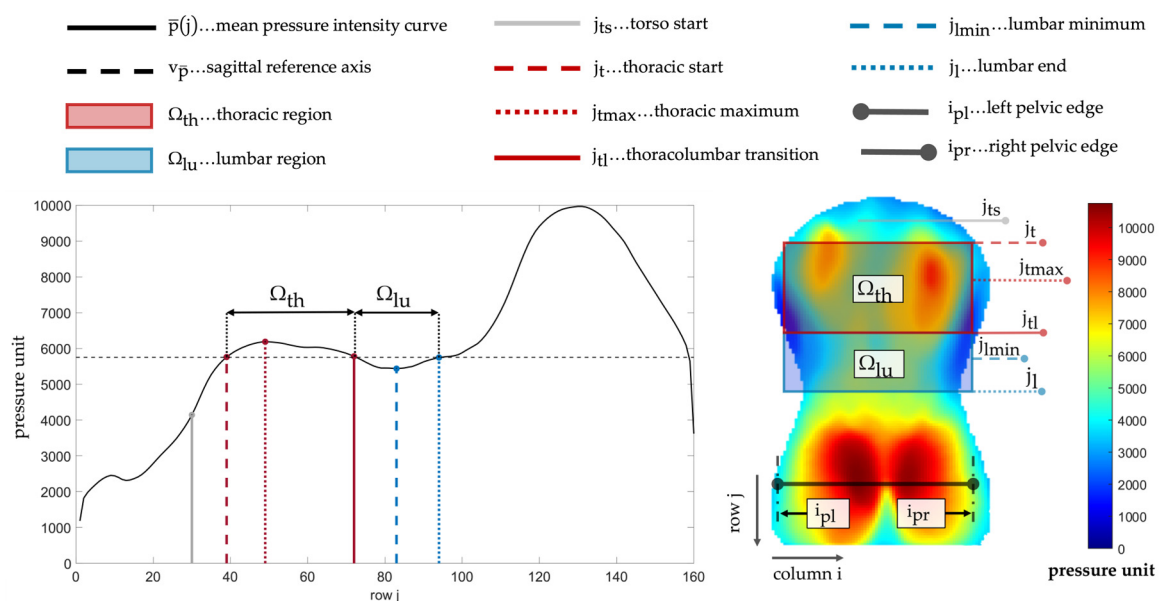 p̅(j)...mean pressure intensity curve
v_p̅...sagittal reference axis
Ω_th...thoracic region
Ω_lu...lumbar region
j_ts...torso start
j_t...thoracic start
j_tmax...thoracic maximum
j_tl...thoracolumbar transition
j_lmin...lumbar minimum
j_l...lumbar end
i_pl...left pelvic edge
i_pr...right pelvic edge
pressure unit
10000
9000
8000
7000
6000
5000
4000
3000
2000
1000
0
Ω_th
Ω_lu
0 20 40 60 80 100 120 140 160
row j
j_ts
j_t
j_tmax
j_tl
j_lmin
j_l
Ω_th
Ω_lu
i_pl
i_pr
row j
column i
10000
9000
8000
7000
6000
5000
4000
3000
2000
1000
0
pressure unit